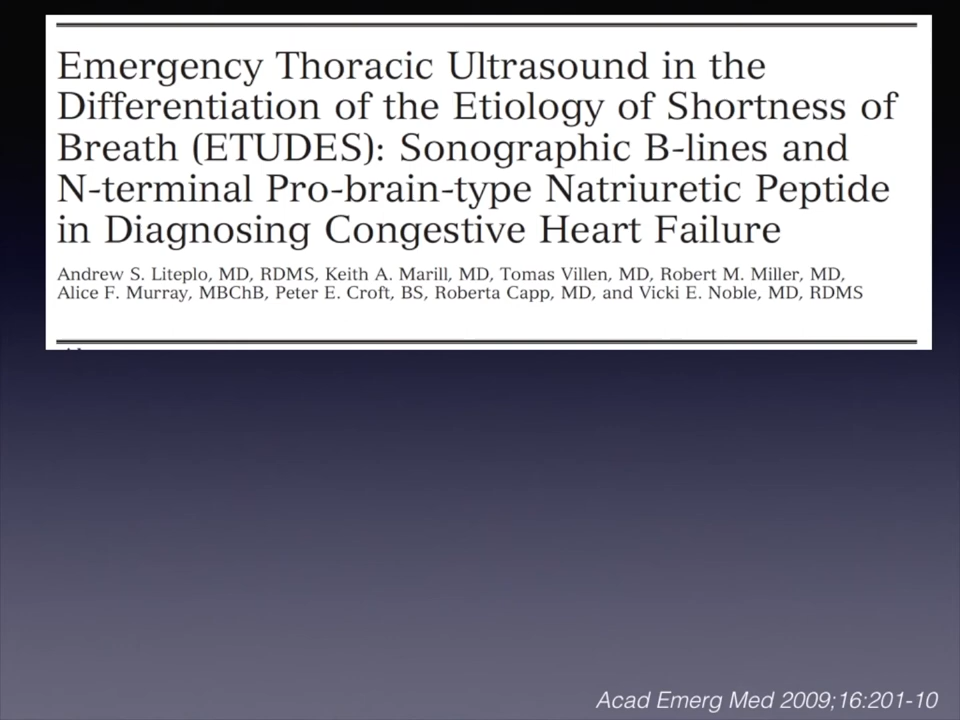 Emergency Thoracic Ultrasound in the
Differentiation of the Etiology of Shortness of
Breath (ETUDES): Sonographic B-lines and
N-terminal Pro-brain-type Natriuretic Peptide
in Diagnosing Congestive Heart Failure
Andrew S. Liteplo, MD, RDMS, Keith A. Marill, MD, Tomas Villen, MD, Robert M. Miller, MD,
Alice F. Murray, MBChB, Peter E. Croft, BS, Roberta Capp, MD, and Vicki E. Noble, MD, RDMS
Acad Emerg Med 2009;16:201-10